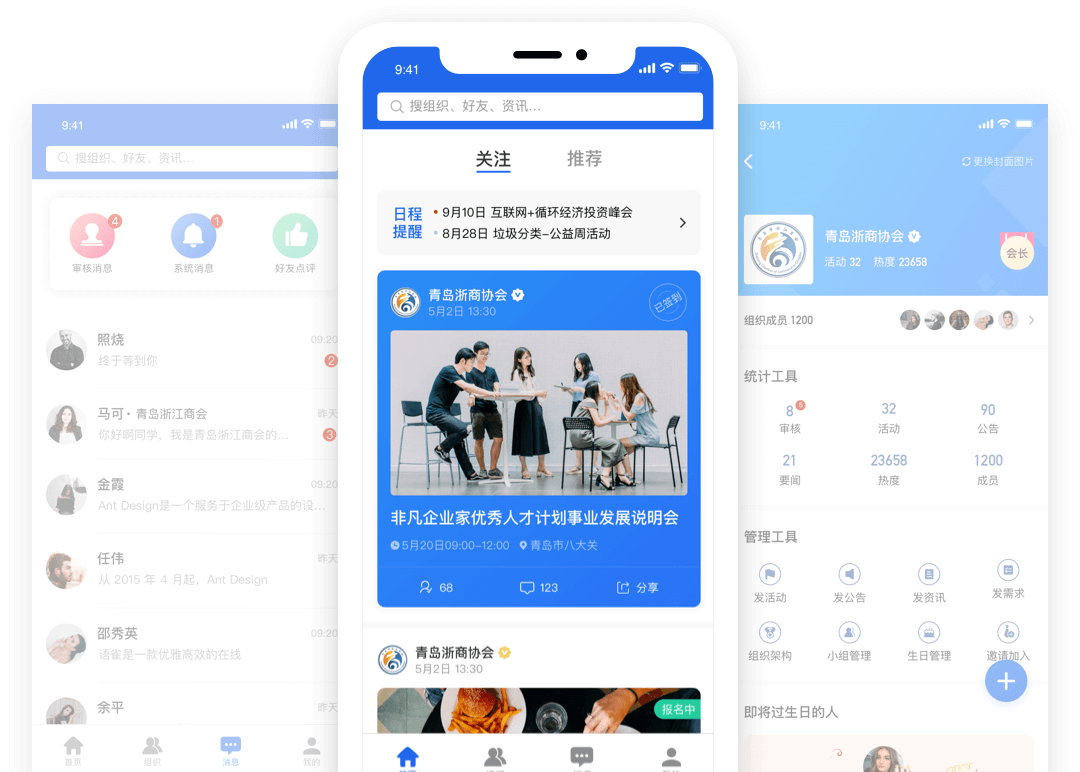 9:41
搜组织、好友、资讯...
4
1
审核消息
系统消息
好友点评
照烧
09:20
终于等到你
2
马可·青岛浙江商会
昨天
你好啊同学，我是青岛浙江商会的...
3
金霞
09:20
Ant Design是一个服务于企业级产品的设...
任伟
昨天
从 2015 年 4 月起，Ant Design
邵秀英
09:20
语雀是一款优雅高效的在线
余平
昨天
首页
组织
消息
我的
9:41
搜组织、好友、资讯...
关注
推荐
日程
提醒
9月10日 互联网+循环经济投资峰会
8月28日 垃圾分类-公益周活动
青岛浙商协会
5月2日 13:30
已签到
非凡企业家优秀人才计划事业发展说明会
5月20日09:00-12:00
青岛市八大关
68
123
分享
青岛浙商协会
5月2日 13:30
报名中
9:41
更换封面图片
青岛浙商协会
活动 32
热度 23658
会长
组织成员 1200
统计工具
8
5
32
90
审核
活动
公告
21
23658
1200
要闻
热度
成员
管理工具
发活动
发公告
发资讯
发需求
组织架构
小组管理
生日管理
邀请加入
即将过生日的人